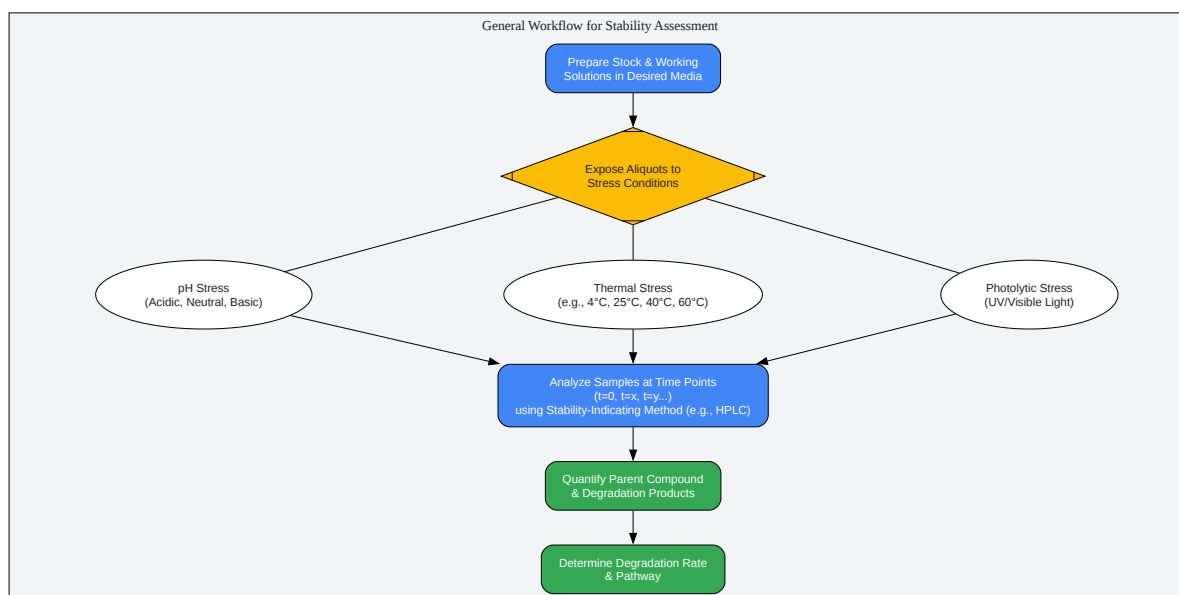 General Workflow for Stability Assessment
Prepare Stock & Working
Solutions in Desired Media
Expose Aliquots to
Stress Conditions
pH Stress
(Acidic, Neutral, Basic)
Thermal Stress
(e.g., 4°C, 25°C, 40°C, 60°C)
Photolytic Stress
(UV/Visible Light)
Analyze Samples at Time Points
(t=0, t=x, t=y...)
using Stability-Indicating Method (e.g., HPLC)
Quantify Parent Compound
& Degradation Products
Determine Degradation Rate
& Pathway